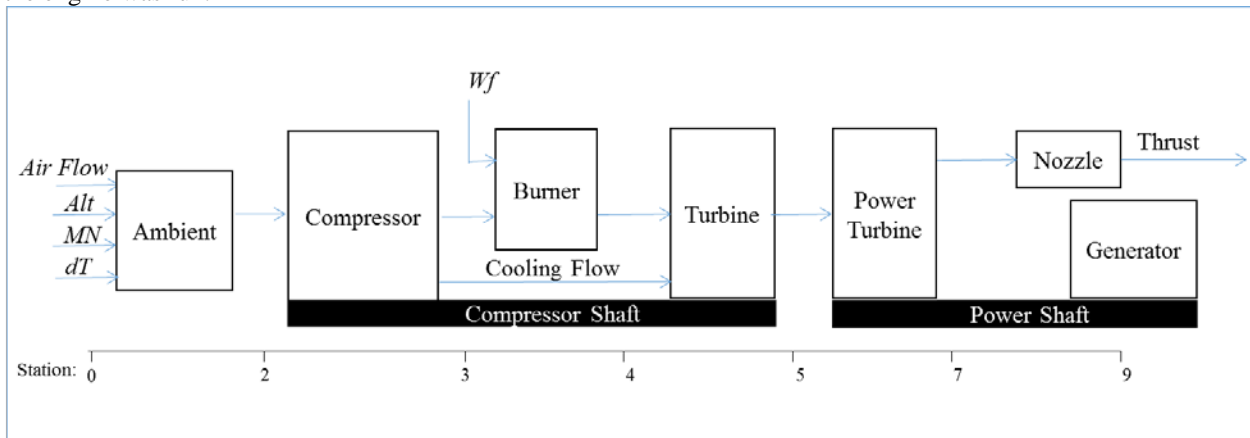 Wf
Air Flow
Alt
MN
dT
Ambient
Compressor
Burner
Cooling Flow
Turbine
Power
Turbine
Nozzle
Thrust
Generator
Compressor Shaft
Power Shaft
Station: 0 2 3 4 5 7 9